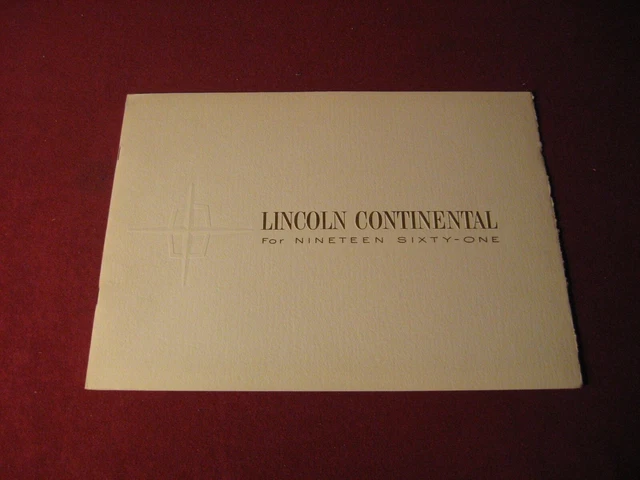 LINCOLN CONTINENTAL
For NINETEEN SIXTY-ONE